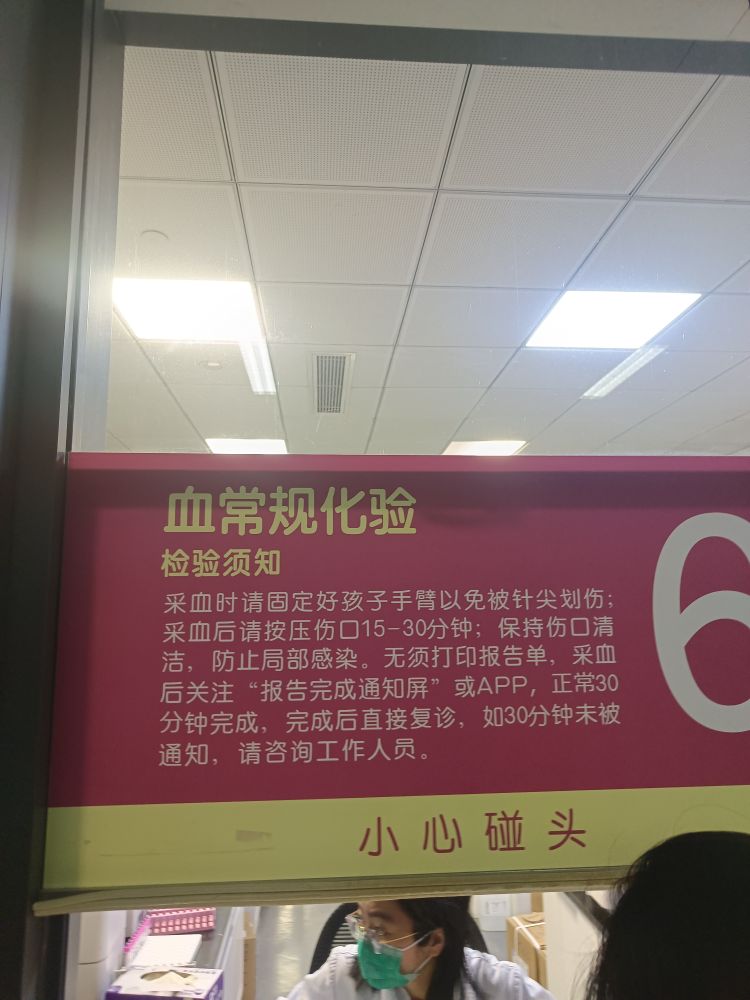 血常规化验
检验须知
采血时请固定好孩子手臂以免被针尖划伤；
采血后请按压伤口15-30分钟；保持伤口清
洁，防止局部感染。无须打印报告单，采血
后关注“报告完成通知屏”或APP，正常30
分钟完成，完成后直接复诊，如30分钟未被
通知，请咨询工作人员。
6
小心碰头